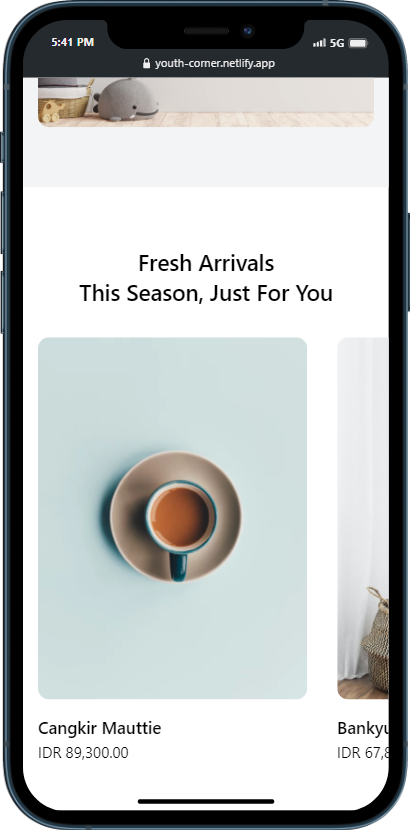 5:41 PM
5G
youth-corner.netlify.app
Fresh Arrivals
This Season, Just For You
Cangkir Mauttie
IDR 89,300.00
IDR 67,8